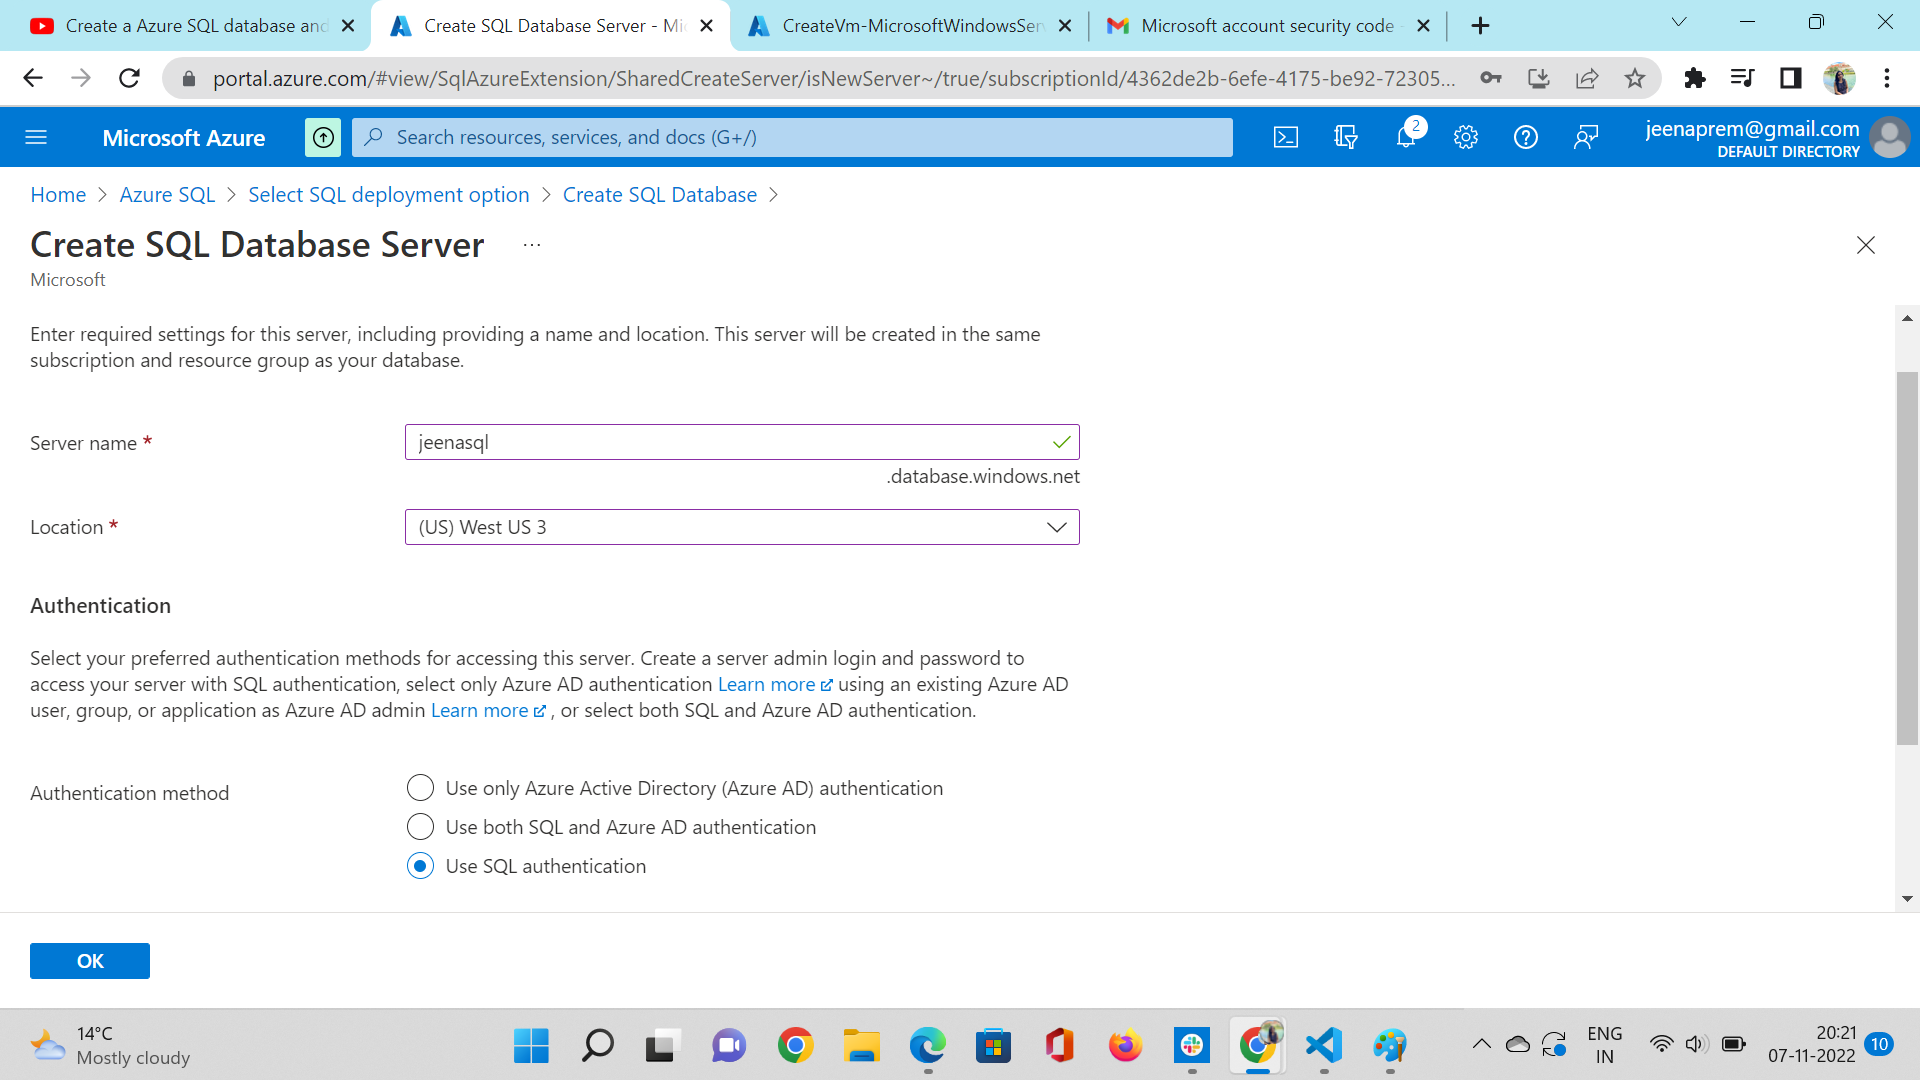 Create a Azure SQL database and
Create SQL Database Server - Mi
CreateVm-MicrosoftWindowsSer
Microsoft account security code -
portal.azure.com/#view/SqlAzureExtension/SharedCreateServer/isNewServer~/true/subscriptionId/4362de2b-6efe-4175-be92-72305...
Microsoft Azure
Search resources, services, and docs (G+/)
2
jeenaprem@gmail.com
DEFAULT DIRECTORY
Home > Azure SQL > Select SQL deployment option > Create SQL Database >
Create SQL Database Server ...
Microsoft
Enter required settings for this server, including providing a name and location. This server will be created in the same
subscription and resource group as your database.
Server name *
jeenasql
.database.windows.net
Location *
(US) West US 3
Authentication
Select your preferred authentication methods for accessing this server. Create a server admin login and password to
access your server with SQL authentication, select only Azure AD authentication Learn more using an existing Azure AD
user, group, or application as Azure AD admin Learn more , or select both SQL and Azure AD authentication.
Authentication method
Use only Azure Active Directory (Azure AD) authentication
Use both SQL and Azure AD authentication
Use SQL authentication
OK
14°C
Mostly cloudy
ENG
IN
20:21
07-11-2022
10